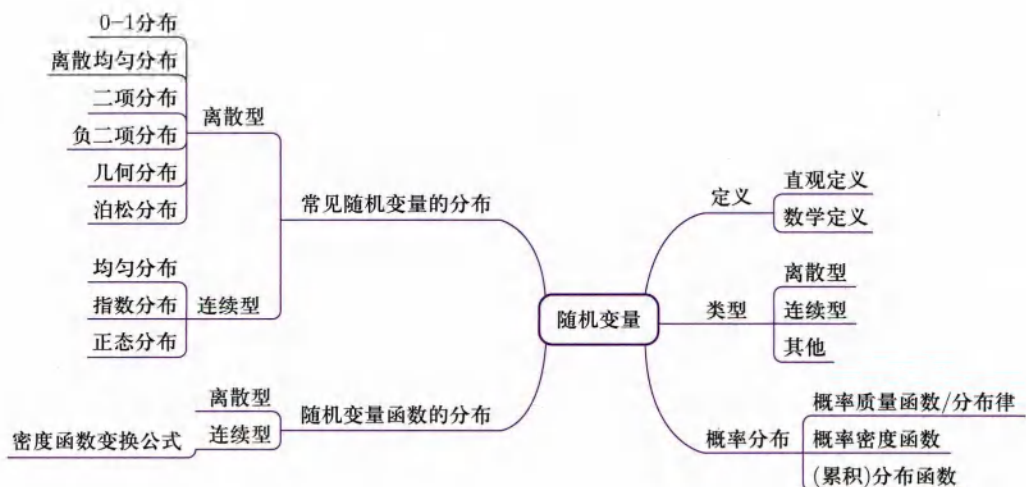 随机变量
定义
直观定义
数学定义
类型
离散型
连续型
其他
概率分布
概率质量函数/分布律
概率密度函数
(累积)分布函数
常见随机变量的分布
离散型
0-1分布
离散均匀分布
二项分布
负二项分布
几何分布
泊松分布
连续型
均匀分布
指数分布
正态分布
随机变量函数的分布
离散型
连续型
密度函数变换公式